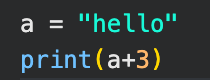 a = "hello"
print(a+3)